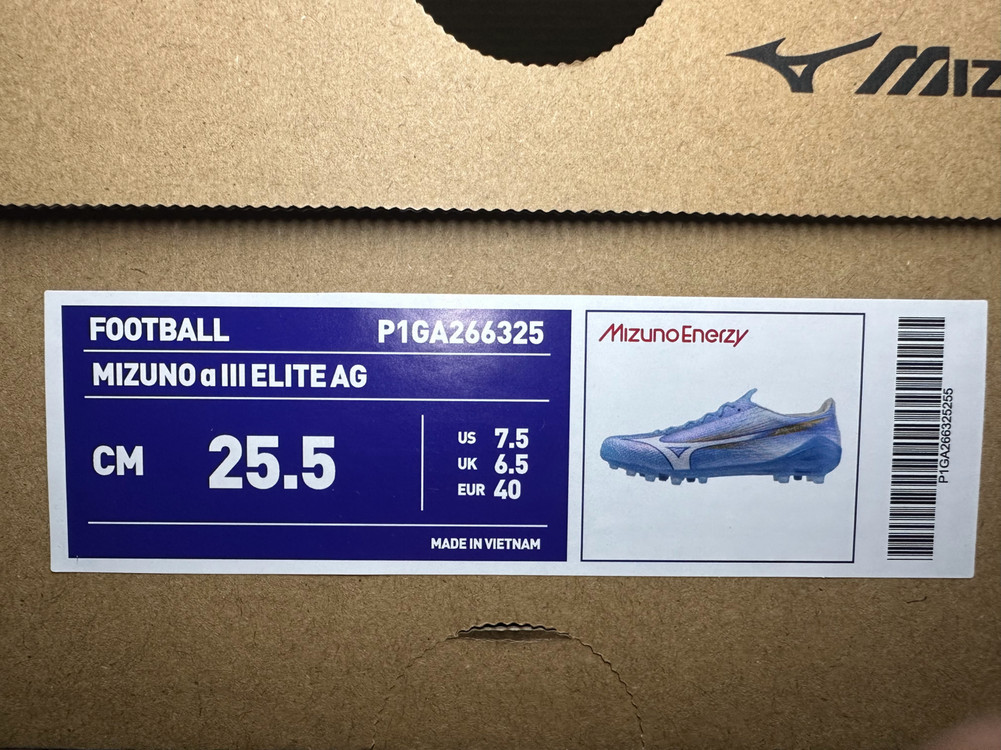 MIZ
FOOTBALL P1GA266325
MIZUNO α III ELITE AG
CM 25.5
US 7.5
UK 6.5
EUR 40
MADE IN VIETNAM
MizunoEnerzy
P1GA266325255